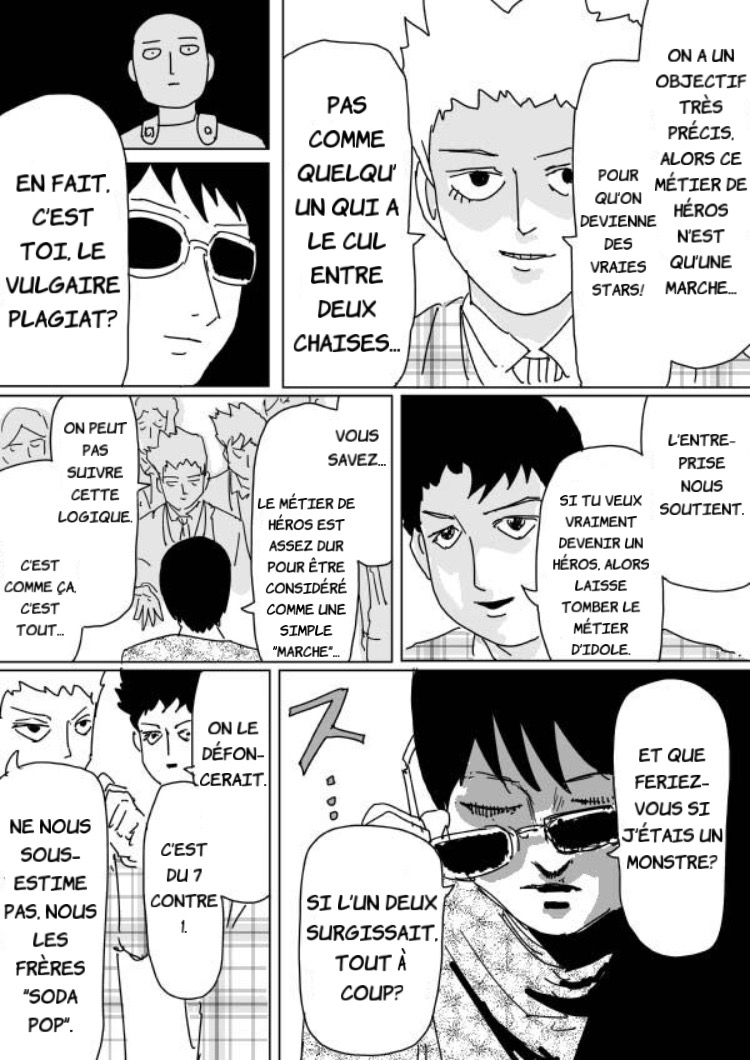 ON A UN
OBJECTIF
TRÈS
PRÉCIS,
ALORS CE
MÉTIER DE
HÉROS
N'EST
QU'UNE
MARCHE...
POUR
QU'ON
DEVIENNE
DES
VRAIES
STARS!
PAS
COMME
QUELQU'
UN QUI A
LE CUL
ENTRE
DEUX
CHAISES...
EN FAIT,
C'EST
TOI, LE
VULGAIRE
PLAGIAT?
L'ENTRE-
PRISE
NOUS
SOUTIENT.
SI TU VEUX
VRAIMENT
DEVENIR UN
HÉROS, ALORS
LAISSE
TOMBER LE
MÉTIER
D'IDOLE.
VOUS
SAVEZ...
LE MÉTIER DE
HÉROS EST
ASSEZ DUR
POUR ÊTRE
CONSIDÉRÉ
COMME UNE
SIMPLE
"MARCHE"...
ON PEUT
PAS
SUIVRE
CETTE
LOGIQUE.
C'EST
COMME ÇA,
C'EST
TOUT...
ET QUE
FERIEZ-
VOUS SI
J'ÉTAIS UN
MONSTRE?
ス...
SI L'UN DEUX
SURGISSAIT,
TOUT À
COUP?
ON LE
DÉFON-
CERAIT.
C'EST
DU 7
CONTRE
1.
NE NOUS
SOUS-
ESTIME
PAS, NOUS
LES
FRÈRES
"SODA
POP".